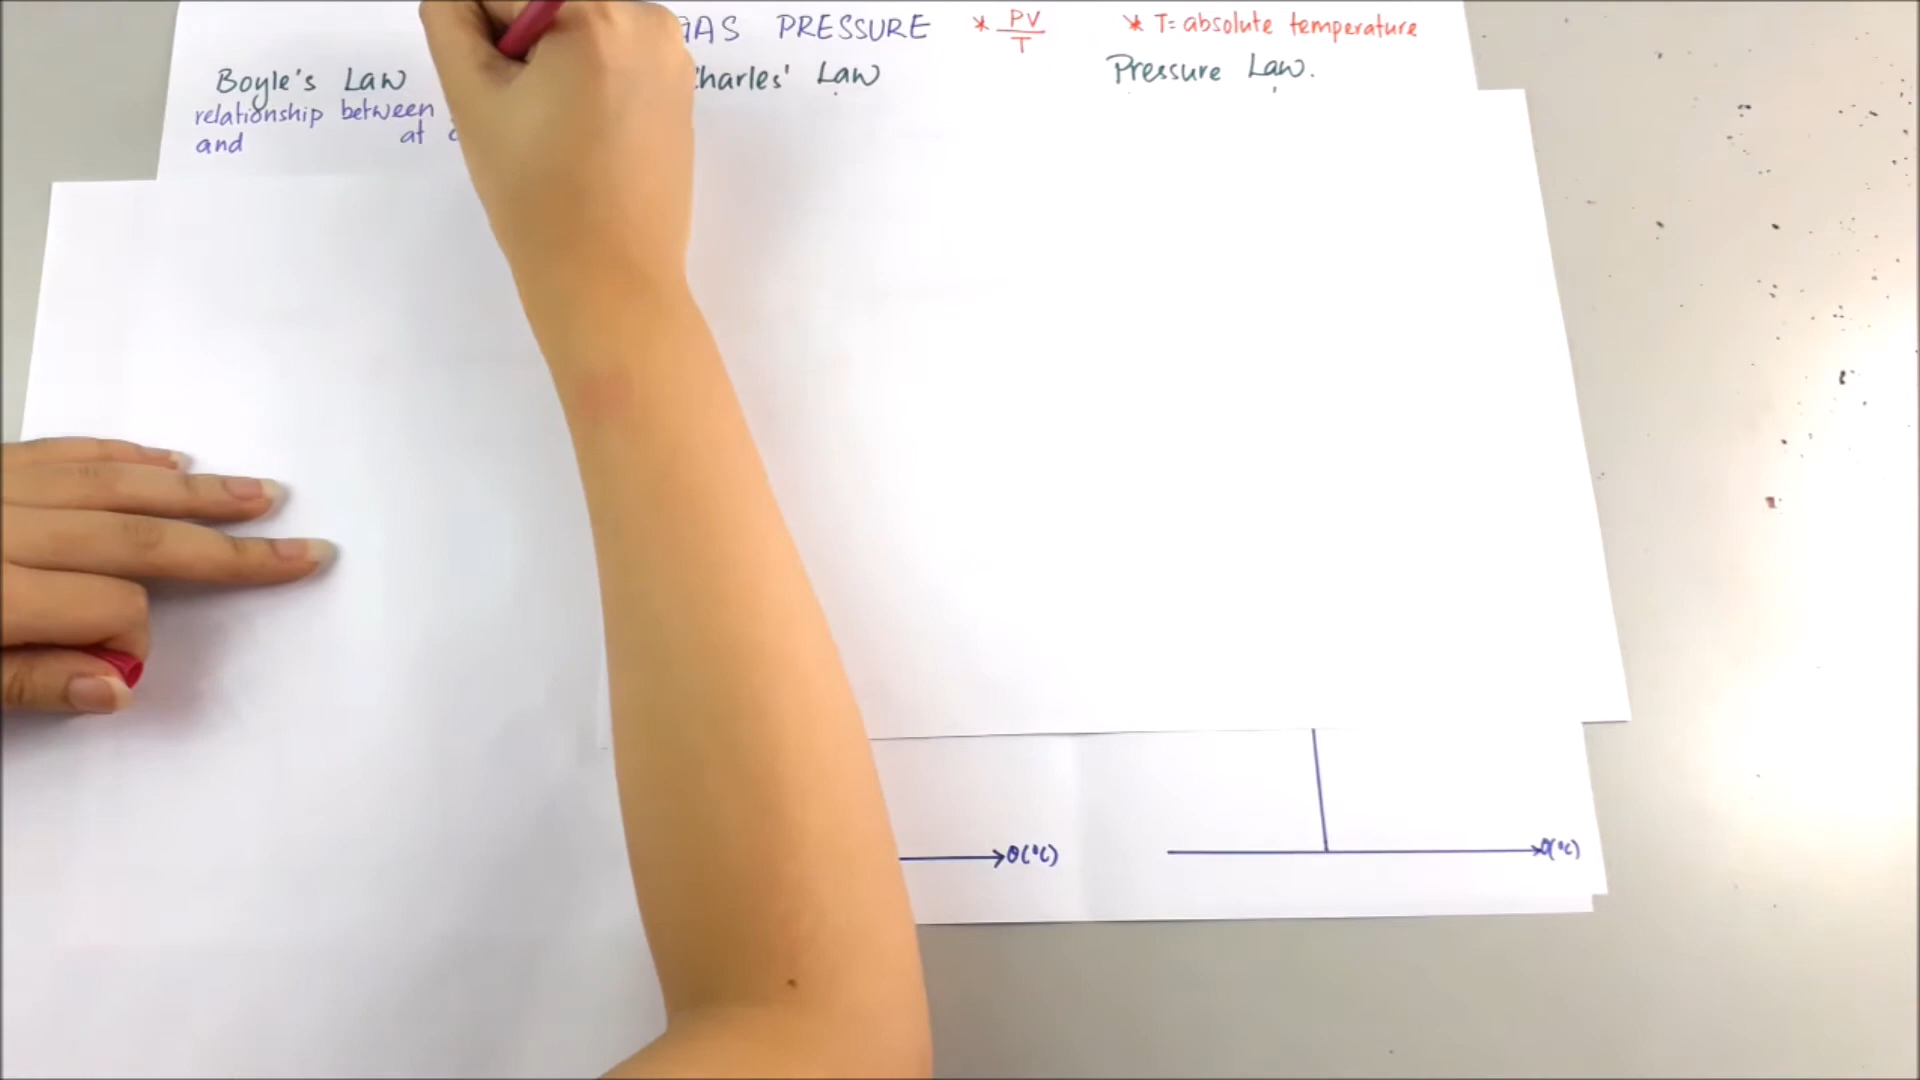 GAS PRESSURE * PV/T * T= absolute temperature
Boyle's Law
Charles' Law
Pressure Law.
relationship between
and at
θ(°C)
θ(°C)